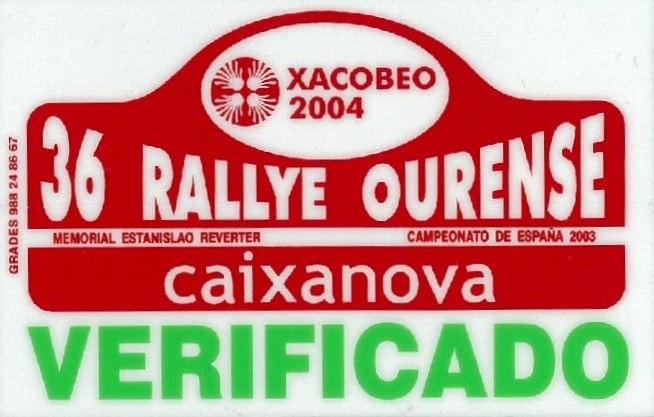 XACOBEO
2004
36 RALLYE OURENSE
MEMORIAL ESTANISLAO REVERTER CAMPEONATO DE ESPAÑA 2003
caixanova
VERIFICADO
GRADES 988 24 86 67